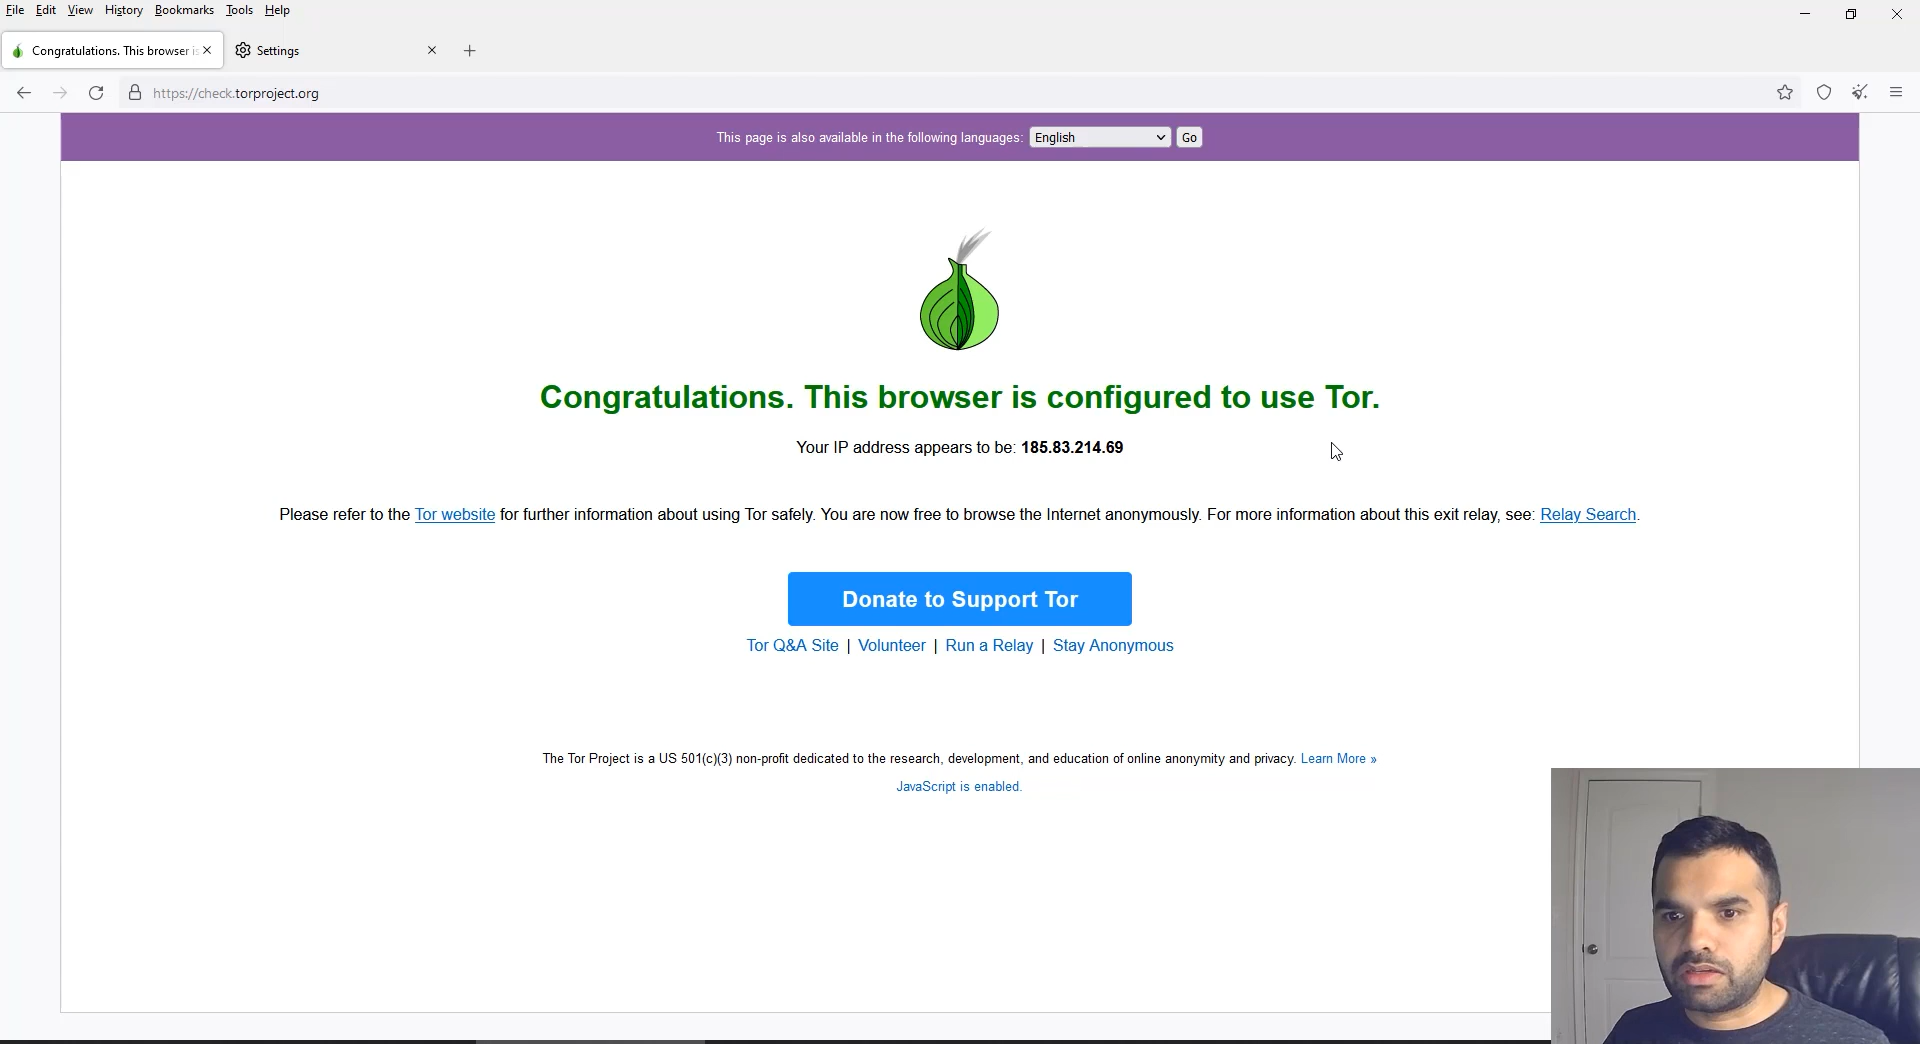 File Edit View History Bookmarks Tools Help
Congratulations. This browser is
Settings
https://check.torproject.org
This page is also available in the following languages: English Go
Congratulations. This browser is configured to use Tor.
Your IP address appears to be: 185.83.214.69
Please refer to the Tor website for further information about using Tor safely. You are now free to browse the Internet anonymously. For more information about this exit relay, see: Relay Search.
Donate to Support Tor
Tor Q&A Site | Volunteer | Run a Relay | Stay Anonymous
The Tor Project is a US 501(c)(3) non-profit dedicated to the research, development, and education of online anonymity and privacy. Learn More »
JavaScript is enabled.